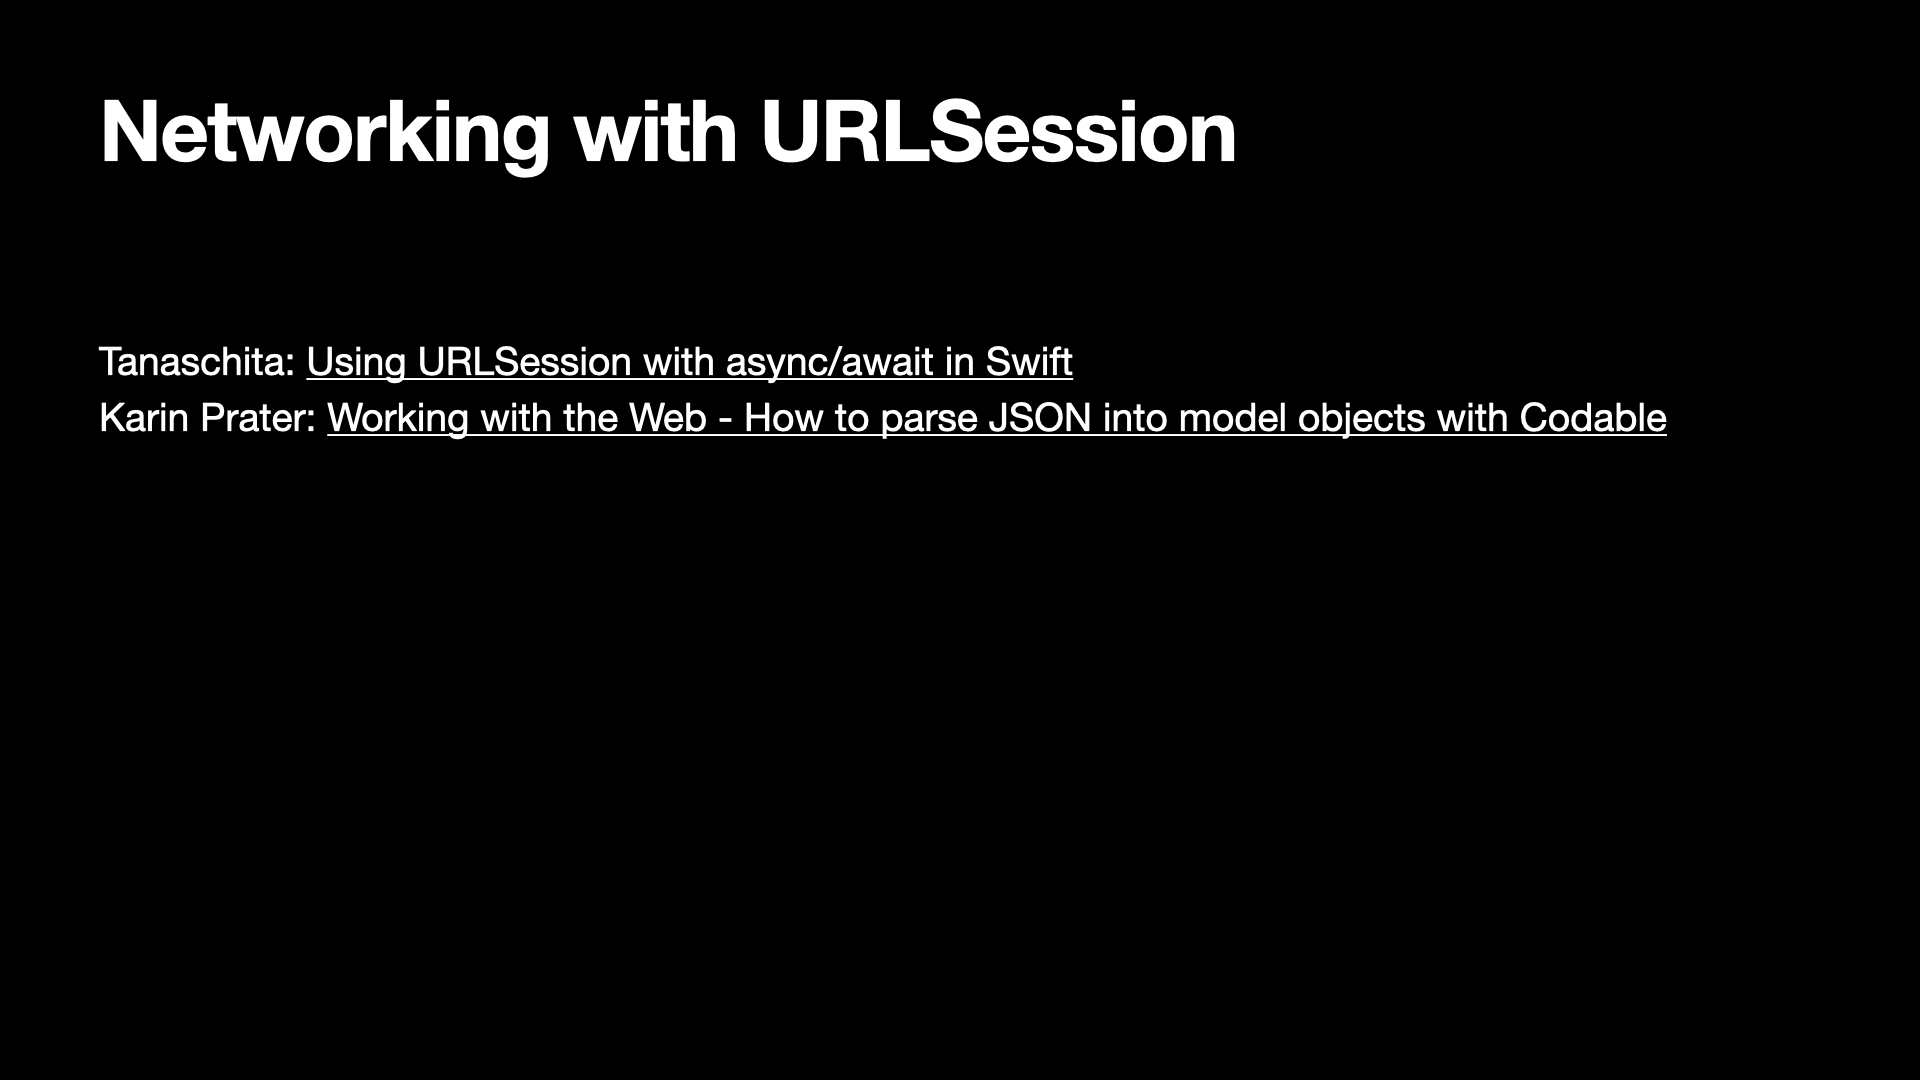 Networking with URLSession
Tanaschita: Using URLSession with async/await in Swift
Karin Prater: Working with the Web - How to parse JSON into model objects with Codable